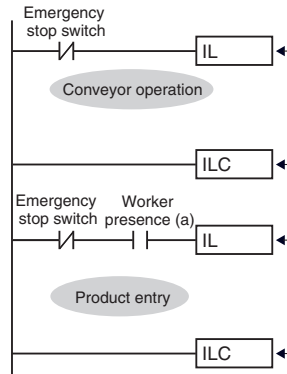 Emergency
stop switch
IL
Conveyor operation
ILC
Emergency Worker
stop switch presence (a)
IL
Product entry
ILC